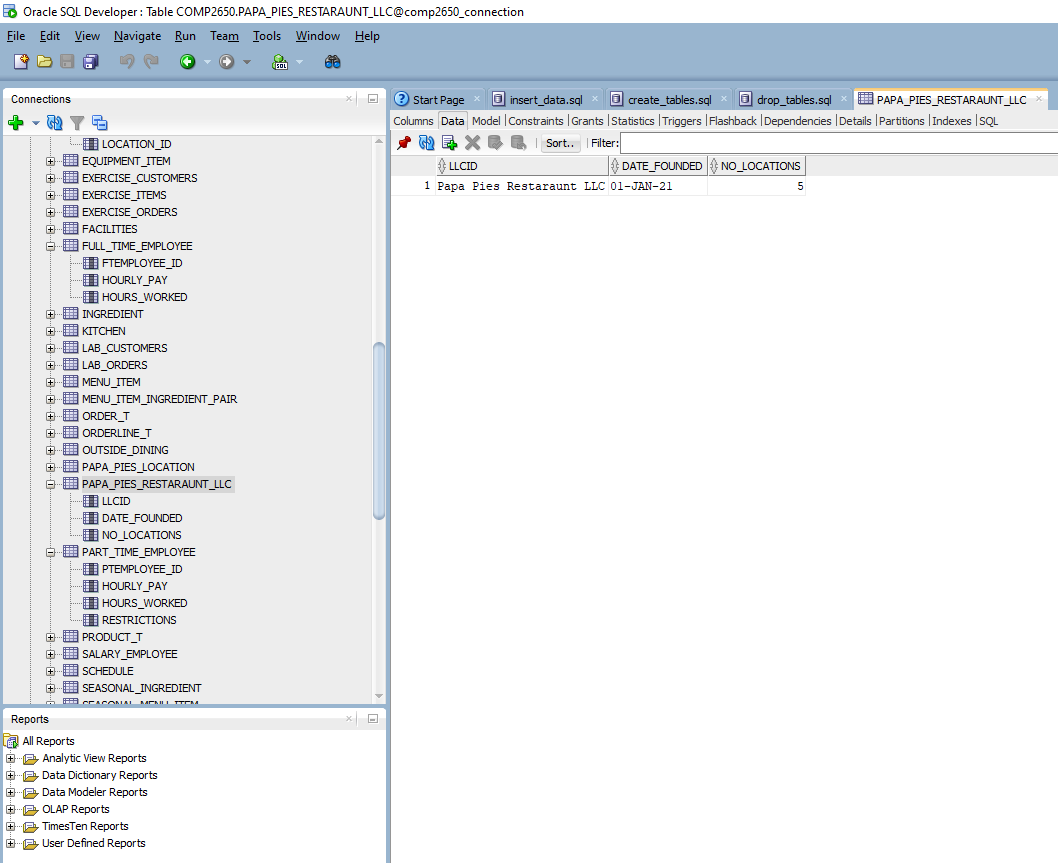 Oracle SQL Developer : Table COMP2650.PAPA_PIES_RESTARAUNT_LLC@comp2650_connection
File Edit View Navigate Run Team Tools Window Help
Connections
LOCATION_ID
EQUIPMENT_ITEM
EXERCISE_CUSTOMERS
EXERCISE_ITEMS
EXERCISE_ORDERS
FACILITIES
FULL_TIME_EMPLOYEE
FTEMPLOYEE_ID
HOURLY_PAY
HOURS_WORKED
INGREDIENT
KITCHEN
LAB_CUSTOMERS
LAB_ORDERS
MENU_ITEM
MENU_ITEM_INGREDIENT_PAIR
ORDER_T
ORDERLINE_T
OUTSIDE_DINING
PAPA_PIES_LOCATION
PAPA_PIES_RESTARAUNT_LLC
LLCID
DATE_FOUNDED
NO_LOCATIONS
PART_TIME_EMPLOYEE
PTEMPLOYEE_ID
HOURLY_PAY
HOURS_WORKED
RESTRICTIONS
PRODUCT_T
SALARY_EMPLOYEE
SCHEDULE
SEASONAL_INGREDIENT
SEASONAL_MENU_ITEM
Reports
All Reports
Analytic View Reports
Data Dictionary Reports
Data Modeler Reports
OLAP Reports
TimesTen Reports
User Defined Reports
Start Page insert_data.sql create_tables.sql drop_tables.sql PAPA_PIES_RESTARAUNT_LLC
Columns Data Model Constraints Grants Statistics Triggers Flashback Dependencies Details Partitions Indexes SQL
Sort.. Filter:
LLCID DATE_FOUNDED NO_LOCATIONS
1 Papa Pies Restaraunt LLC 01-JAN-21 5